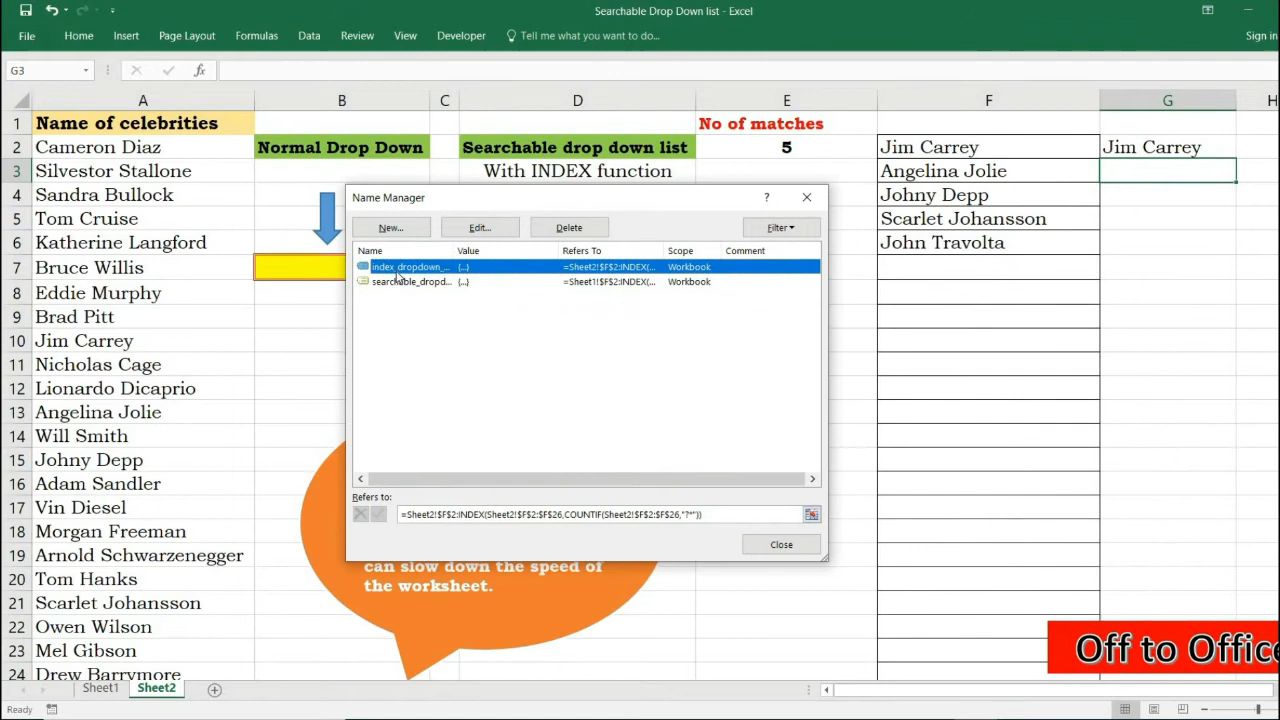 Searchable Drop Down list - Excel
File Home Insert Page Layout Formulas Data Review View Developer Tell me what you want to do... Sign in
G3 fx
A B C D E F G H
1 Name of celebrities No of matches
2 Cameron Diaz Normal Drop Down Searchable drop down list 5 Jim Carrey Jim Carrey
3 Silvestor Stallone With INDEX function Angelina Jolie
4 Sandra Bullock Johny Depp
5 Tom Cruise Scarlet Johansson
6 Katherine Langford John Travolta
7 Bruce Willis
8 Eddie Murphy
9 Brad Pitt
10 Jim Carrey
11 Nicholas Cage
12 Lionardo Dicaprio
13 Angelina Jolie
14 Will Smith
15 Johny Depp
16 Adam Sandler
17 Vin Diesel
18 Morgan Freeman
19 Arnold Schwarzenegger
20 Tom Hanks
21 Scarlet Johansson
22 Owen Wilson
23 Mel Gibson
24 Drew Barrymore
Name Manager ?
New... Edit... Delete Filter
Name Value Refers To Scope Comment
index_dropdown_... {...} =Sheet2!$F$2:INDEX(... Workbook
searchable_dropd... {...} =Sheet1!$F$2:INDEX(... Workbook
Refers to:
=Sheet2!$F$2:INDEX(Sheet2!$F$2:$F$26,COUNTIF(Sheet2!$F$2:$F$26,"?*"))
Close
can slow down the speed of
the worksheet.
Off to Office
Sheet1 Sheet2
Ready